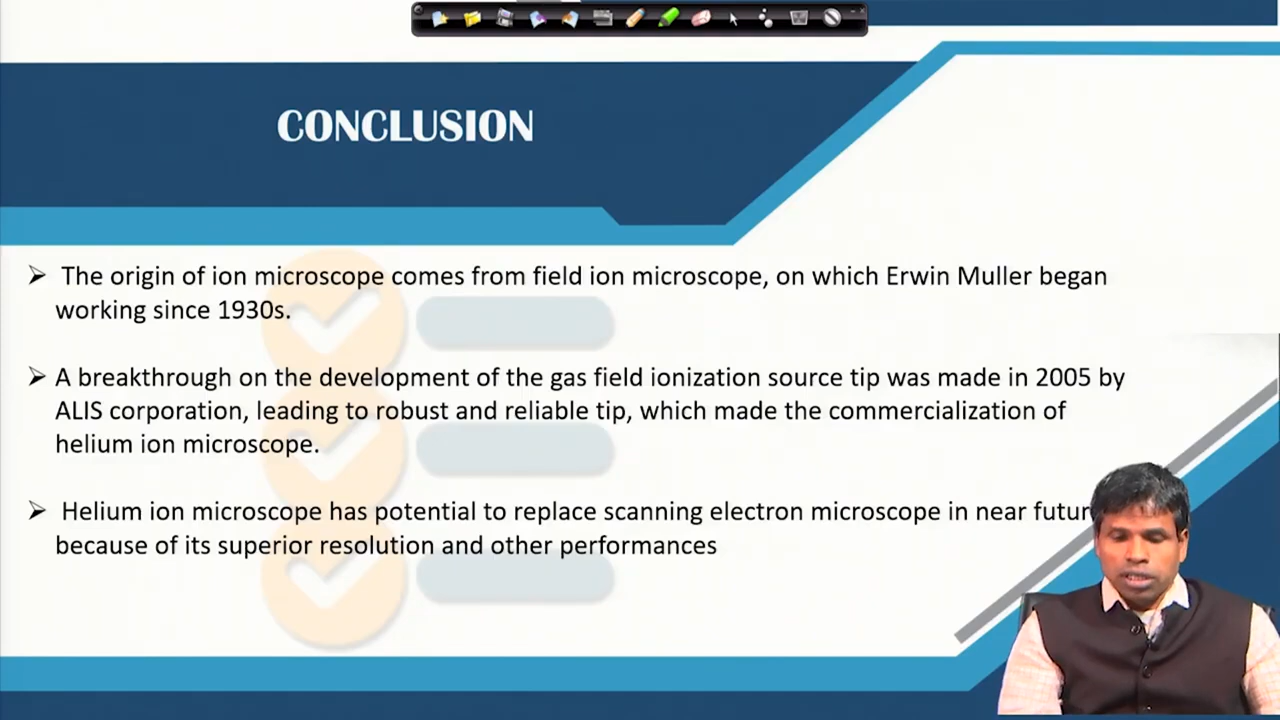 CONCLUSION
➢ The origin of ion microscope comes from field ion microscope, on which Erwin Muller began
working since 1930s.
➢ A breakthrough on the development of the gas field ionization source tip was made in 2005 by
ALIS corporation, leading to robust and reliable tip, which made the commercialization of
helium ion microscope.
➢ Helium ion microscope has potential to replace scanning electron microscope in near futur
because of its superior resolution and other performances